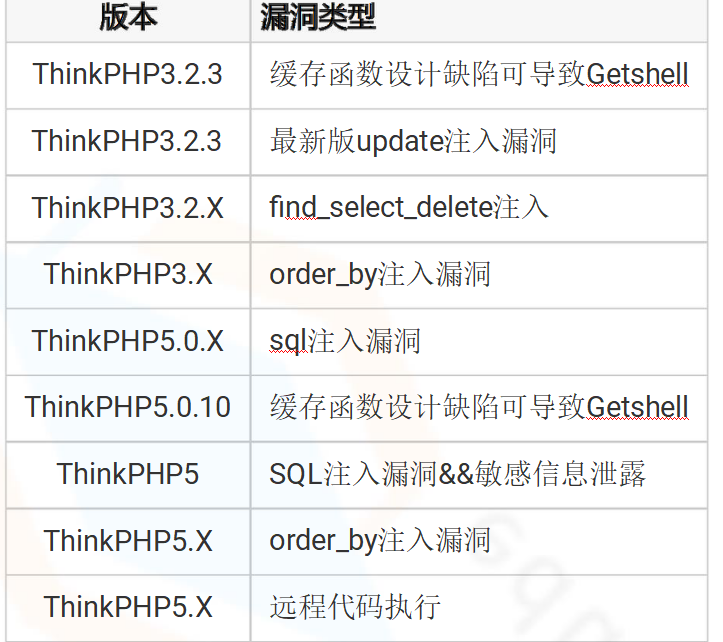 版本 漏洞类型
ThinkPHP3.2.3 缓存函数设计缺陷可导致Getshell
ThinkPHP3.2.3 最新版update注入漏洞
ThinkPHP3.2.X find_select_delete注入
ThinkPHP3.X order_by注入漏洞
ThinkPHP5.0.X sql注入漏洞
ThinkPHP5.0.10 缓存函数设计缺陷可导致Getshell
ThinkPHP5 SQL注入漏洞&&敏感信息泄露
ThinkPHP5.X order_by注入漏洞
ThinkPHP5.X 远程代码执行